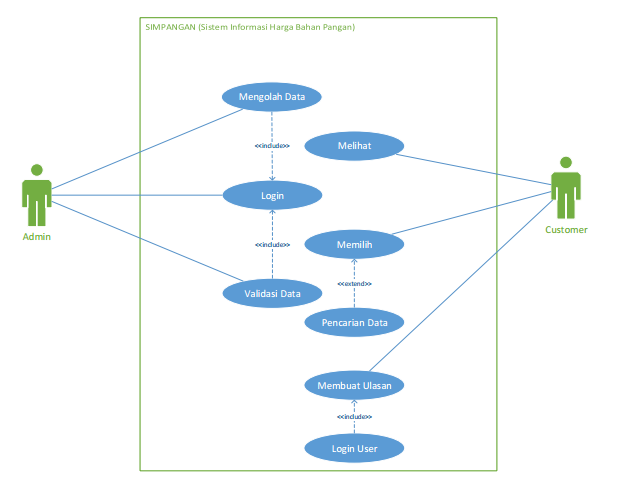 SIMPANGAN (Sistem Informasi Harga Bahan Pangan)
Mengolah Data
<<include>>
Melihat
Login
Admin
Customer
<<include>>
Memilih
<<extend>>
Validasi Data
Pencarian Data
Membuat Ulasan
<<include>>
Login User